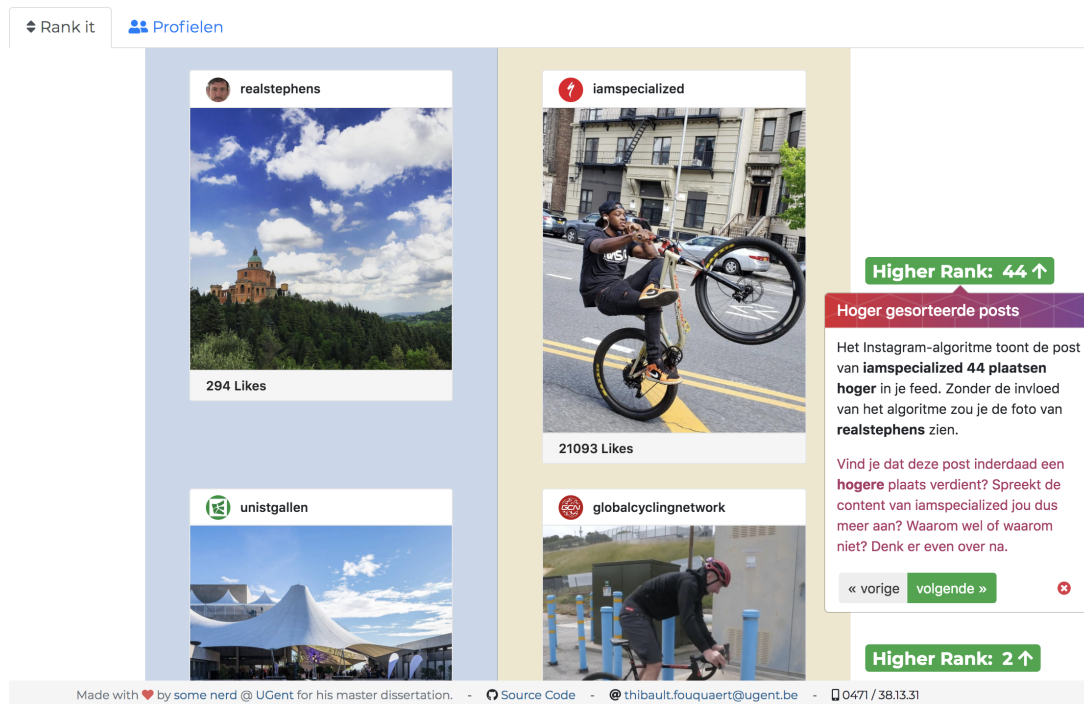 Rank it
Profielen
realstephens
294 Likes
unistgallen
iamspecialized
21093 Likes
GCN
globalcyclingnetwork
Higher Rank: 44
Hoger gesorteerde posts
Het Instagram-algoritme toont de post
van iamspecialized 44 plaatsen
hoger in je feed. Zonder de invloed
van het algoritme zou je de foto van
realstephens zien.
Vind je dat deze post inderdaad een
hogere plaats verdient? Spreekt de
content van iamspecialized jou dus
meer aan? Waarom wel of waarom
niet? Denk er even over na.
« vorige volgende »
Higher Rank: 2
Made with ❤ by some nerd @ UGent for his master dissertation. - Source Code - @ thibault.fouquaert@ugent.be - 0471 / 38.13.31